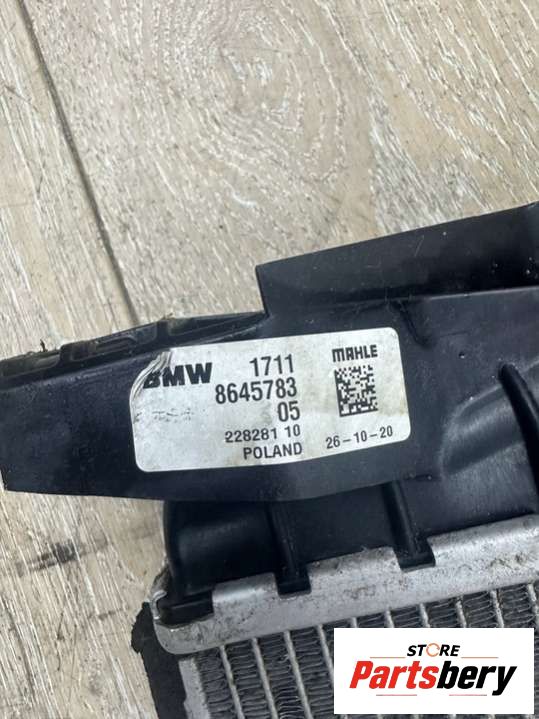 BMW 1711 MAHLE
8645783
05
228281 10
POLAND 26-10-20
STORE
Partsbery